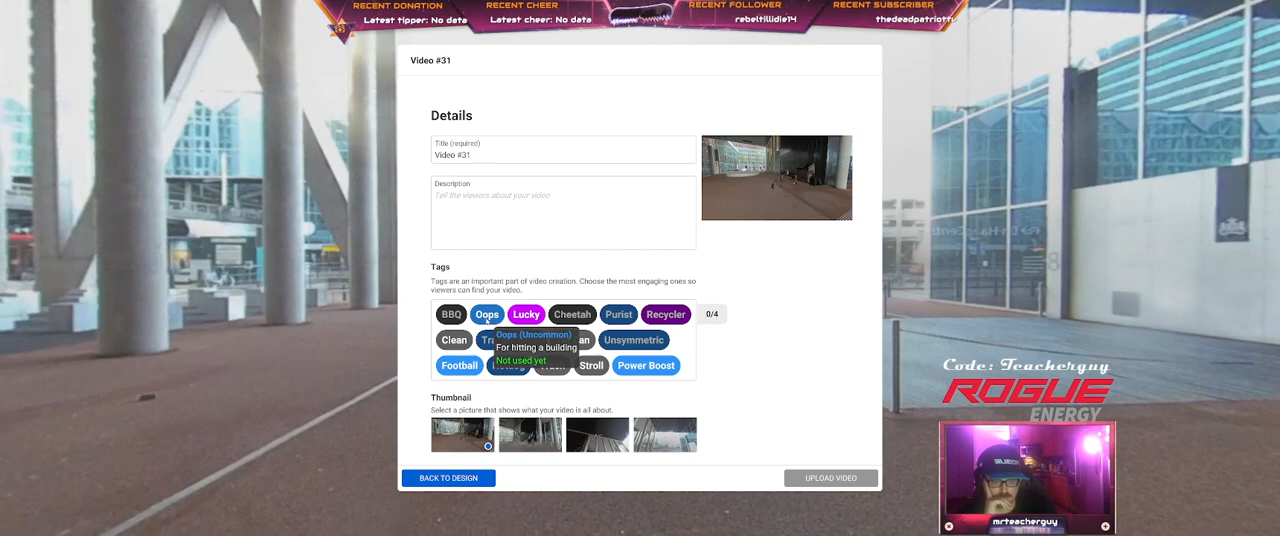 RECENT DONATION
Latest tipper: No data
RECENT CHEER
Latest cheer: No data
RECENT FOLLOWER
rebeltillidie14
RECENT SUBSCRIBER
thedeadpatriottv
Video #31
Details
Title (required)
Video #31
Description
Tell the viewers about your video
Tags
Tags are an important part of video creation. Choose the most engaging ones so
viewers can find your video.
BBQ Oops Lucky Cheetah Purist Recycler 0/4
Oops (Uncommon)
For hitting a building
Not used yet
Clean Unsymmetric
Football Stroll Power Boost
Thumbnail
Select a picture that shows what your video is all about.
BACK TO DESIGN
UPLOAD VIDEO
Code: Teacherguy
ROGUE
ENERGY
mrteacherguy